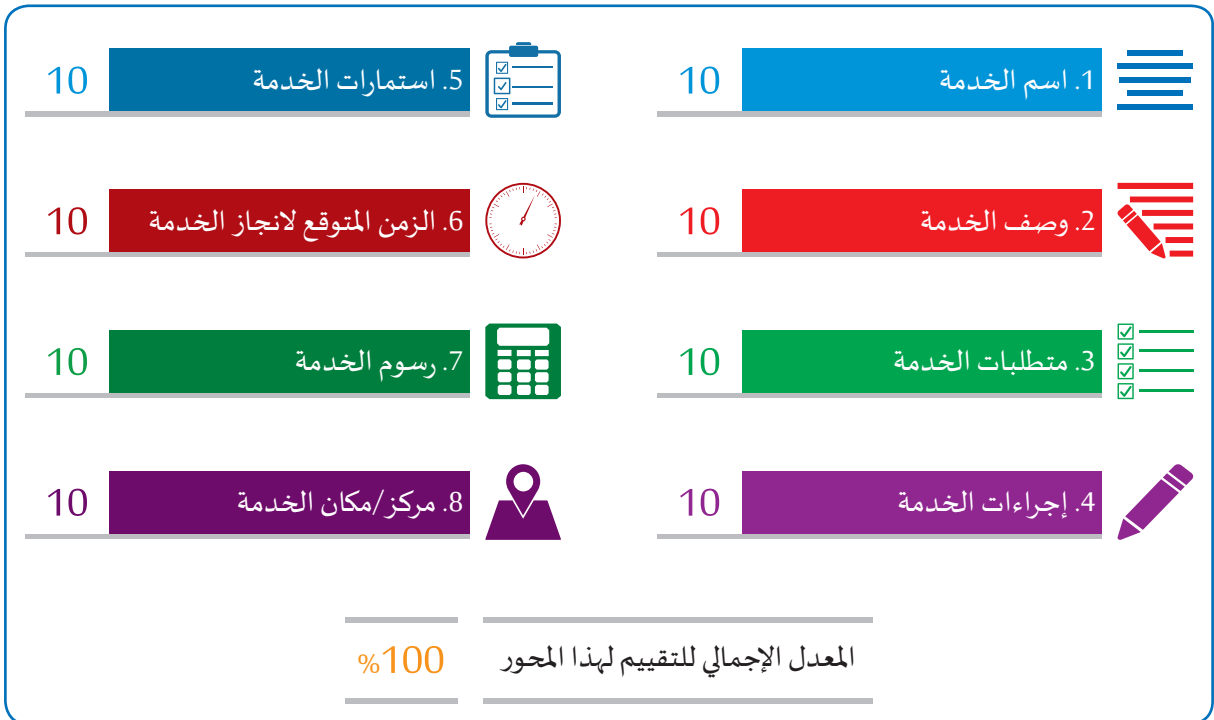 1. اسم الخدمة
10
2. وصف الخدمة
10
3. متطلبات الخدمة
10
4. إجراءات الخدمة
10
5. استمارات الخدمة
10
6. الزمن المتوقع لانجاز الخدمة
10
7. رسوم الخدمة
10
8. مركز/مكان الخدمة
10
المعدل الإجمالي للتقييم لهذا المحور
%100